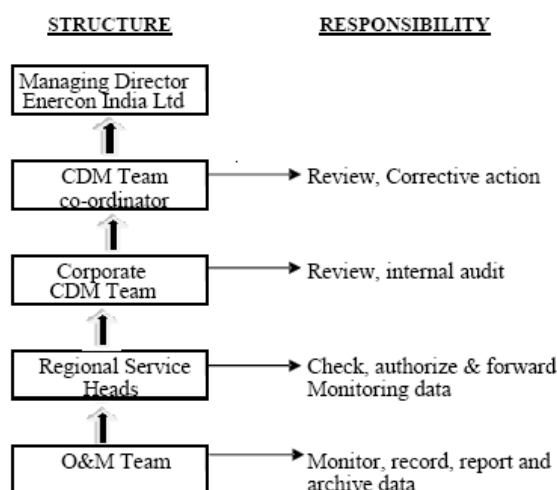 STRUCTURE RESPONSIBILITY
Managing Director
Enercon India Ltd
CDM Team
co-ordinator
Review, Corrective action
Corporate
CDM Team
Review, internal audit
Regional Service
Heads
Check, authorize & forward
Monitoring data
O&M Team
Monitor, record, report and
archive data